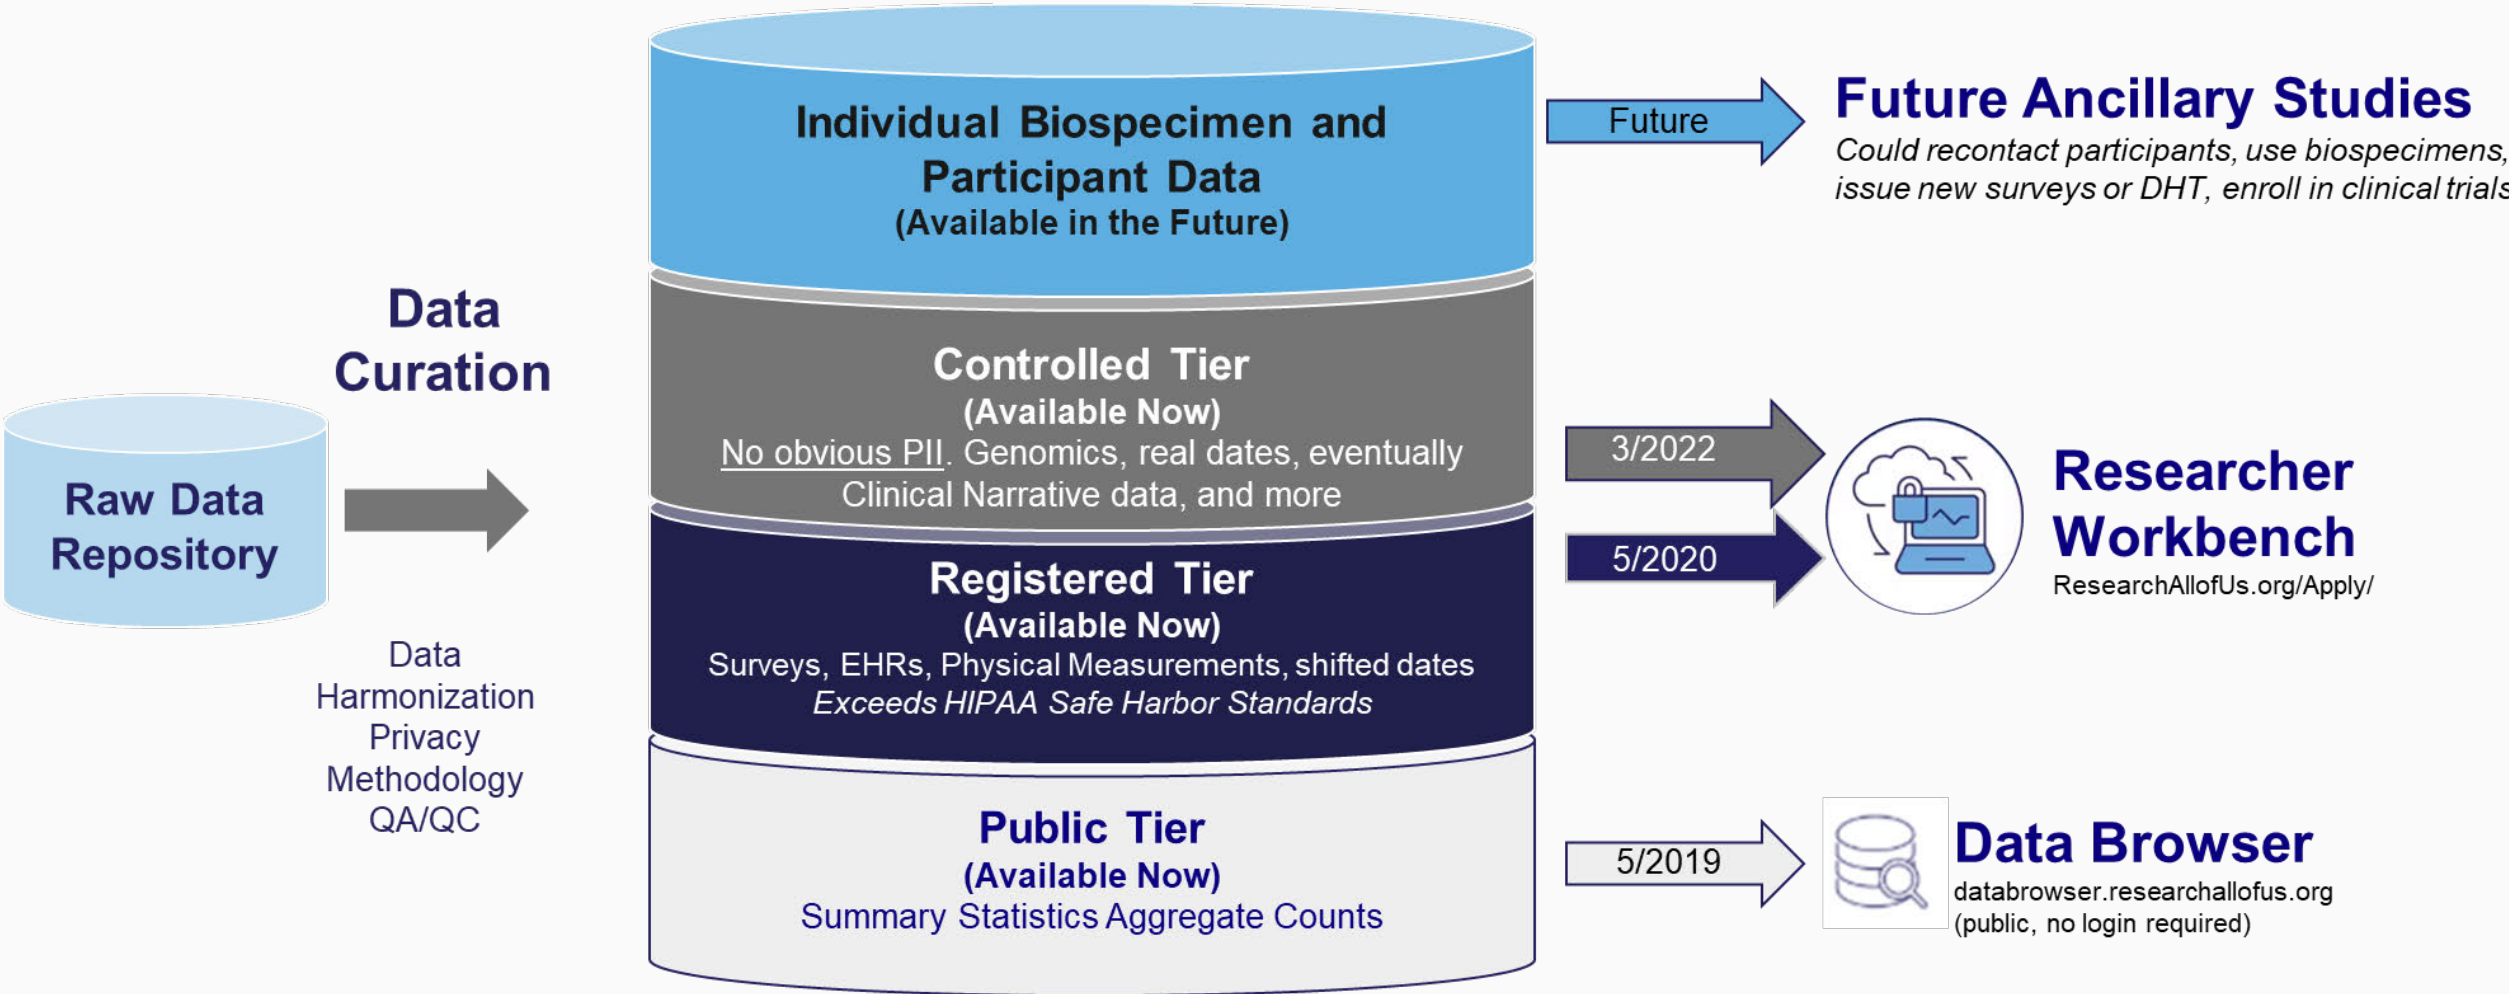 Individual Biospecimen and
Participant Data
(Available in the Future)
Future
Future Ancillary Studies
Could recontact participants, use biospecimens,
issue new surveys or DHT, enroll in clinical trials
Data
Curation
Raw Data
Repository
Data
Harmonization
Privacy
Methodology
QA/QC
Controlled Tier
(Available Now)
No obvious PII. Genomics, real dates, eventually
Clinical Narrative data, and more
3/2022
Registered Tier
(Available Now)
Surveys, EHRs, Physical Measurements, shifted dates
Exceeds HIPAA Safe Harbor Standards
5/2020
Researcher
Workbench
ResearchAllofUs.org/Apply/
Public Tier
(Available Now)
Summary Statistics Aggregate Counts
5/2019
Data Browser
databrowser.researchallofus.org
(public, no login required)